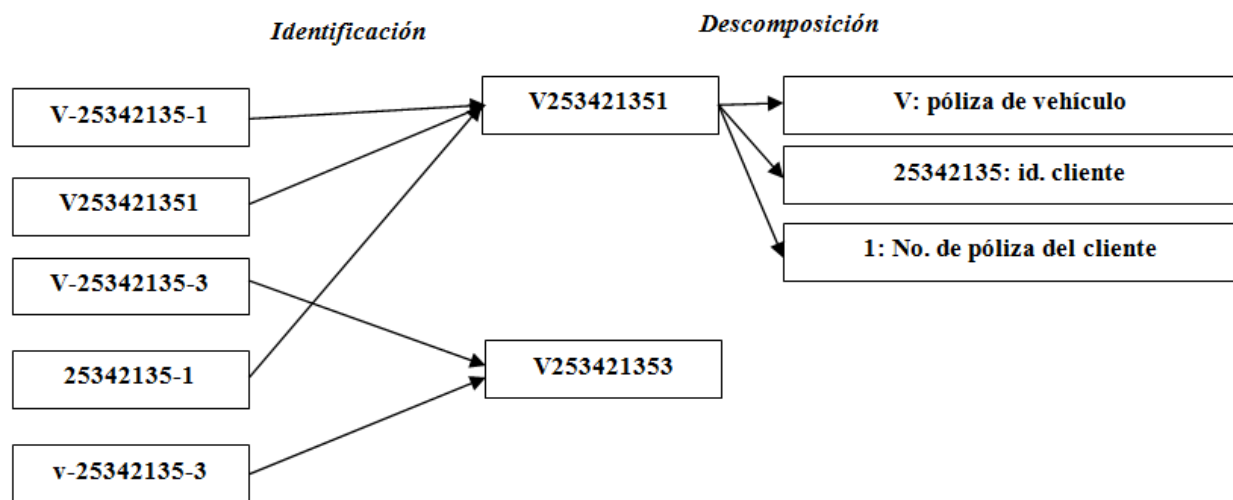 Identificación
Descomposición
V-25342135-1
V253421351
V-25342135-3
25342135-1
v-25342135-3
V253421351
V253421353
V: póliza de vehículo
25342135: id. cliente
1: No. de póliza del cliente